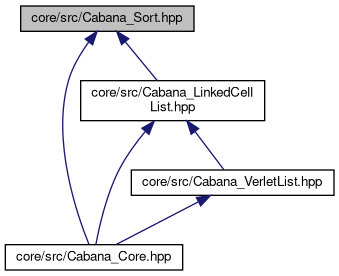 core/src/Cabana_Sort.hpp
core/src/Cabana_LinkedCell
List.hpp
core/src/Cabana_VerletList.hpp
core/src/Cabana_Core.hpp